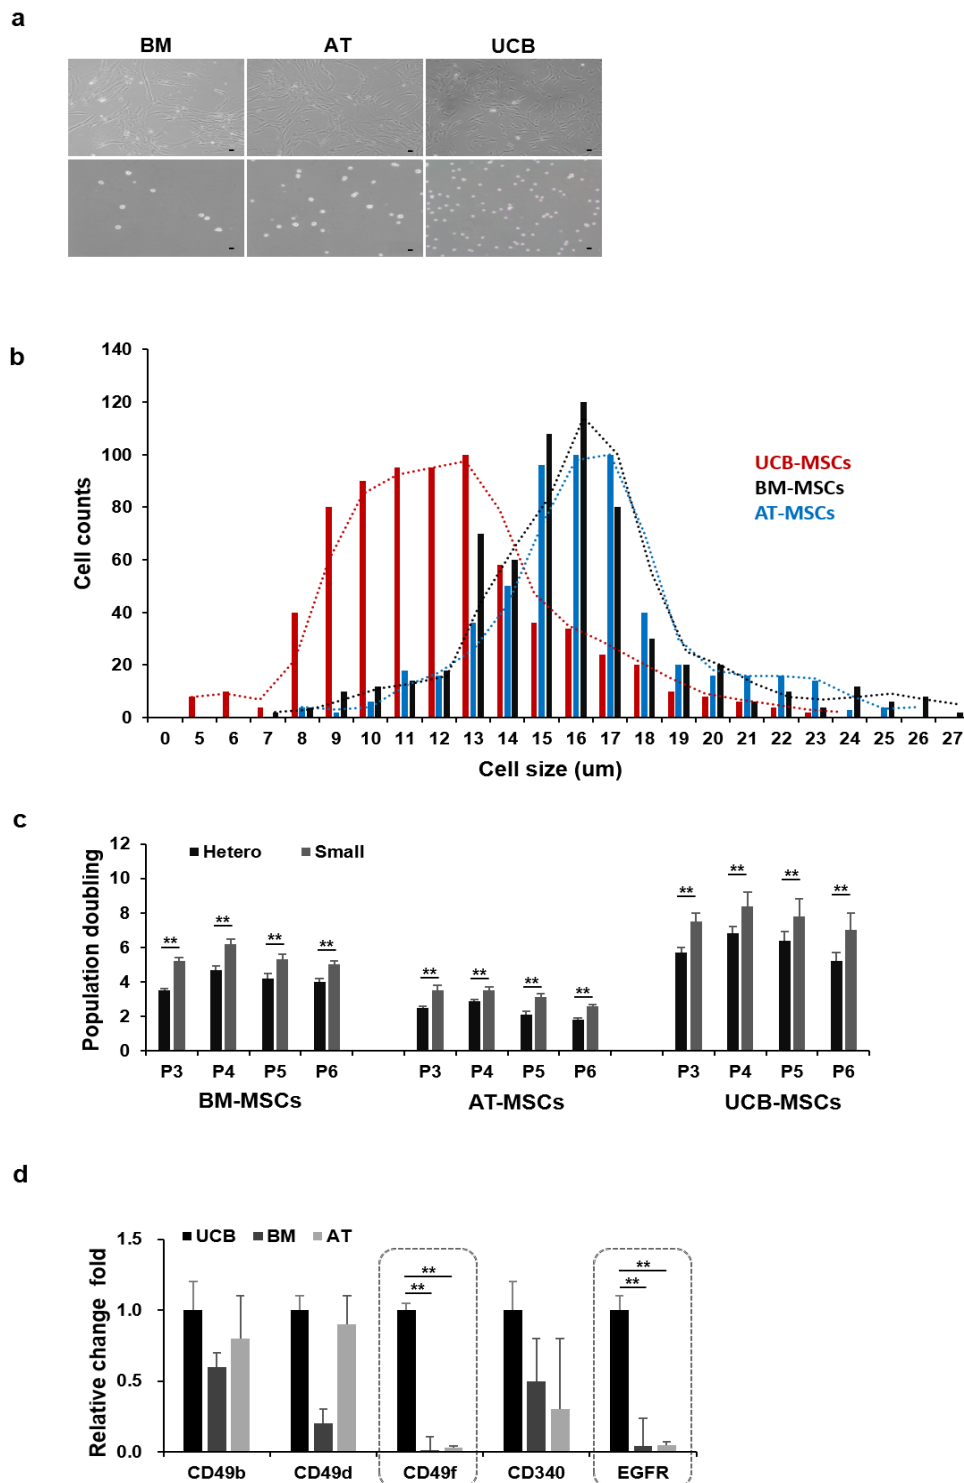 a
BM AT UCB
b
140
120
100
80
60
40
20
0
Cell counts
UCB-MSCs
BM-MSCs
AT-MSCs
0 5 6 7 8 9 10 11 12 13 14 15 16 17 18 19 20 21 22 23 24 25 26 27
Cell size (um)
c
12
10
8
6
4
2
0
Population doubling
Hetero Small
** ** ** ** ** ** ** ** ** ** ** **
P3 P4 P5 P6 P3 P4 P5 P6 P3 P4 P5 P6
BM-MSCs AT-MSCs UCB-MSCs
d
1.5
1.0
0.5
0.0
Relative change fold
UCB BM AT
** **
** **
CD49b CD49d CD49f CD340 EGFR